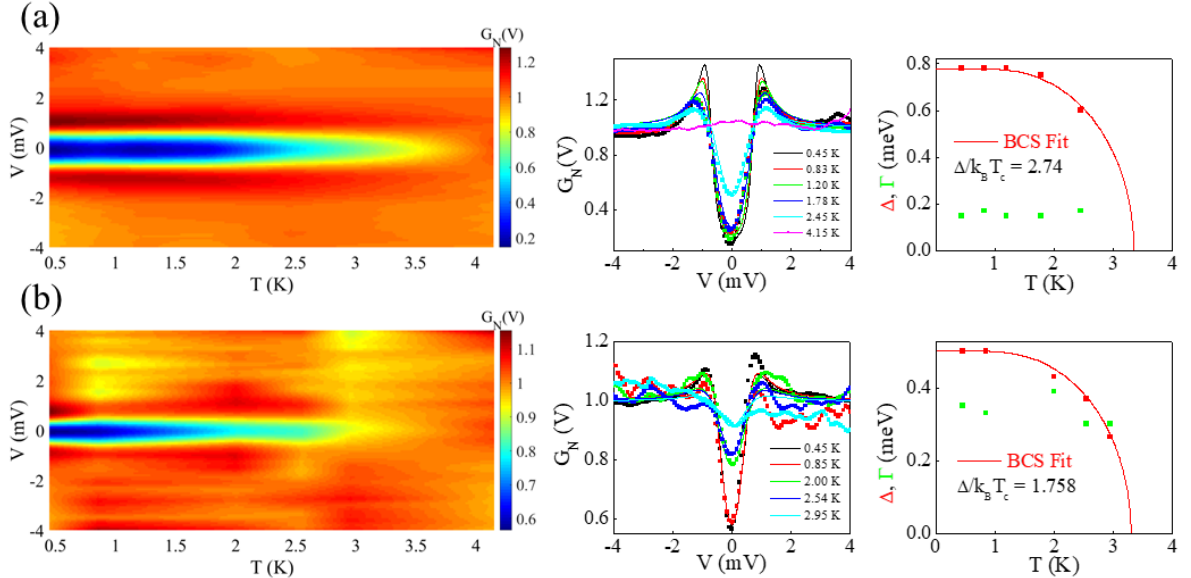 (a)
G_N(V)
4
2
0
-2
-4
V (mV)
0.5 1 1.5 2 2.5 3 3.5 4
T (K)
1.2
1
0.8
0.6
0.4
0.2
1.2
0.8
0.4
G_N(V)
0.45 K
0.83 K
1.20 K
1.78 K
2.45 K
4.15 K
-4 -2 0 2 4
V (mV)
0.8
0.6
0.4
0.2
0.0
Δ, Γ (meV)
BCS Fit
Δ/k_B T_c = 2.74
1 2 3 4
T (K)
(b)
G_N(V)
4
2
0
-2
-4
V (mV)
0.5 1 1.5 2 2.5 3 3.5 4
T (K)
1.1
1
0.9
0.8
0.7
0.6
1.2
1.0
0.8
0.6
G_N(V)
0.45 K
0.85 K
2.00 K
2.54 K
2.95 K
-4 -2 0 2 4
V (mV)
0.4
0.2
0.0
Δ, Γ (meV)
BCS Fit
Δ/k_B T_c = 1.758
0 1 2 3 4
T (K)